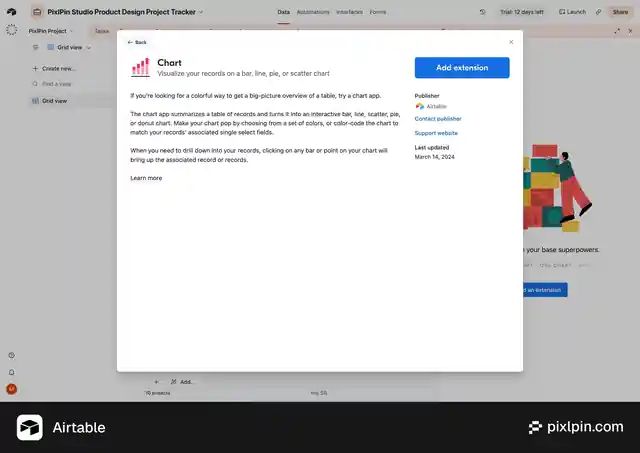 PixlPin Studio Product Design Project Tracker
Data
Automations
Interfaces
Forms
Trial: 12 days left
Launch
Share
PixlPin Project
Grid view
Create new...
Find a view
Grid view
Back
Chart
Visualize your records on a bar, line, pie, or scatter chart
Add extension
If you're looking for a colorful way to get a big-picture overview of a table, try a chart app.
The chart app summarizes a table of records and turns it into an interactive bar, line, scatter, pie,
or donut chart. Make your chart pop by choosing from a set of colors, or color-code the chart to
match your records' associated single select fields.
When you need to drill down into your records, clicking on any bar or point on your chart will
bring up the associated record or records.
Learn more
Publisher
Airtable
Contact publisher
Support website
Last updated
March 14, 2024
your base superpowers.
an extension
Add...
Airtable
pixlpin.com